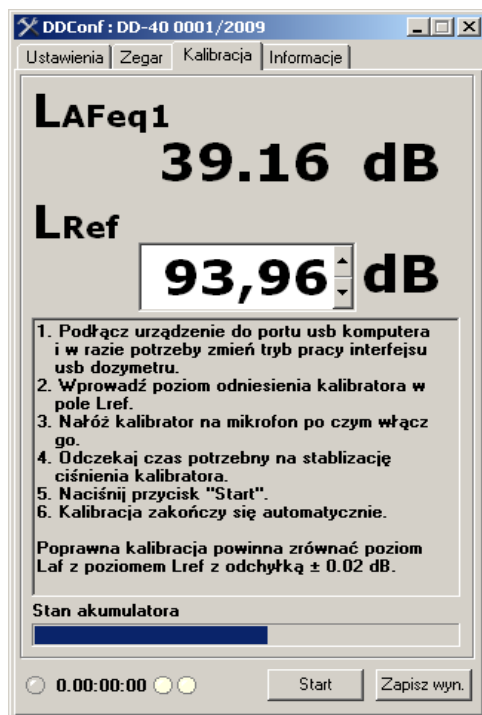 DDConf : DD-40 0001/2009
Ustawienia Zegar Kalibracja Informacje
LAFeq1
39.16 dB
LRef
93,96 dB
1. Podłącz urządzenie do portu usb komputera
i w razie potrzeby zmień tryb pracy interfejsu
usb dozymetru.
2. Wprowadź poziom odniesienia kalibratora w
pole Lref.
3. Nałóż kalibrator na mikrofon po czym włącz
go.
4. Odczekaj czas potrzebny na stablizację
ciśnienia kalibratora.
5. Naciśnij przycisk "Start".
6. Kalibracja zakończy się automatycznie.
Poprawna kalibracja powinna zrównać poziom
Laf z poziomem Lref z odchyłką ± 0.02 dB.
Stan akumulatora
0.00:00:00 Start Zapisz wyn.